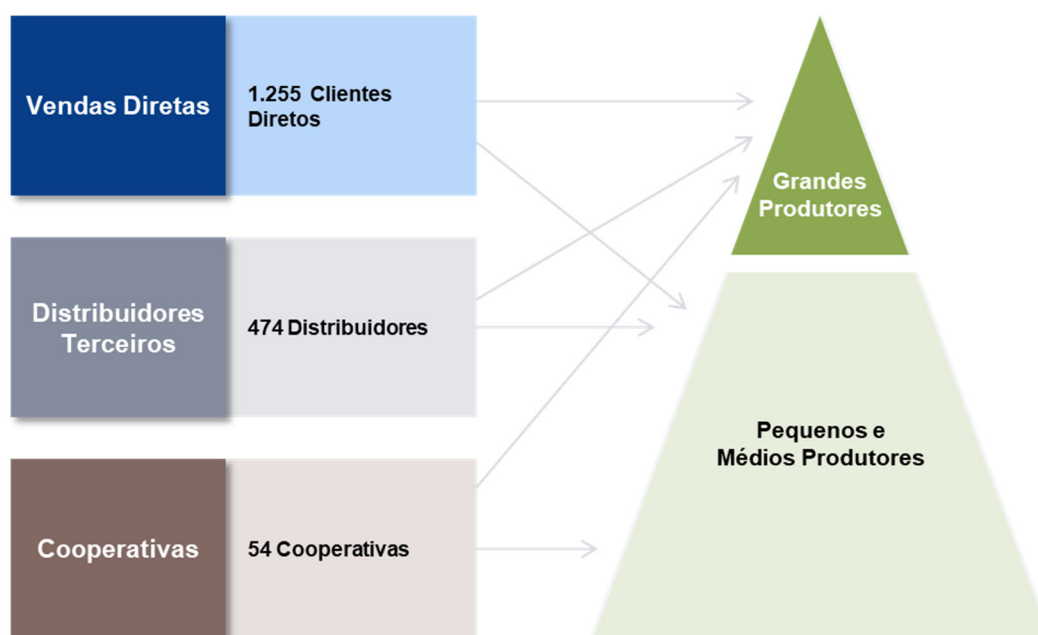 Vendas Diretas
1.255 Clientes
Diretos
Distribuidores
Terceiros
474 Distribuidores
Cooperativas
54 Cooperativas
Grandes
Produtores
Pequenos e
Médios Produtores